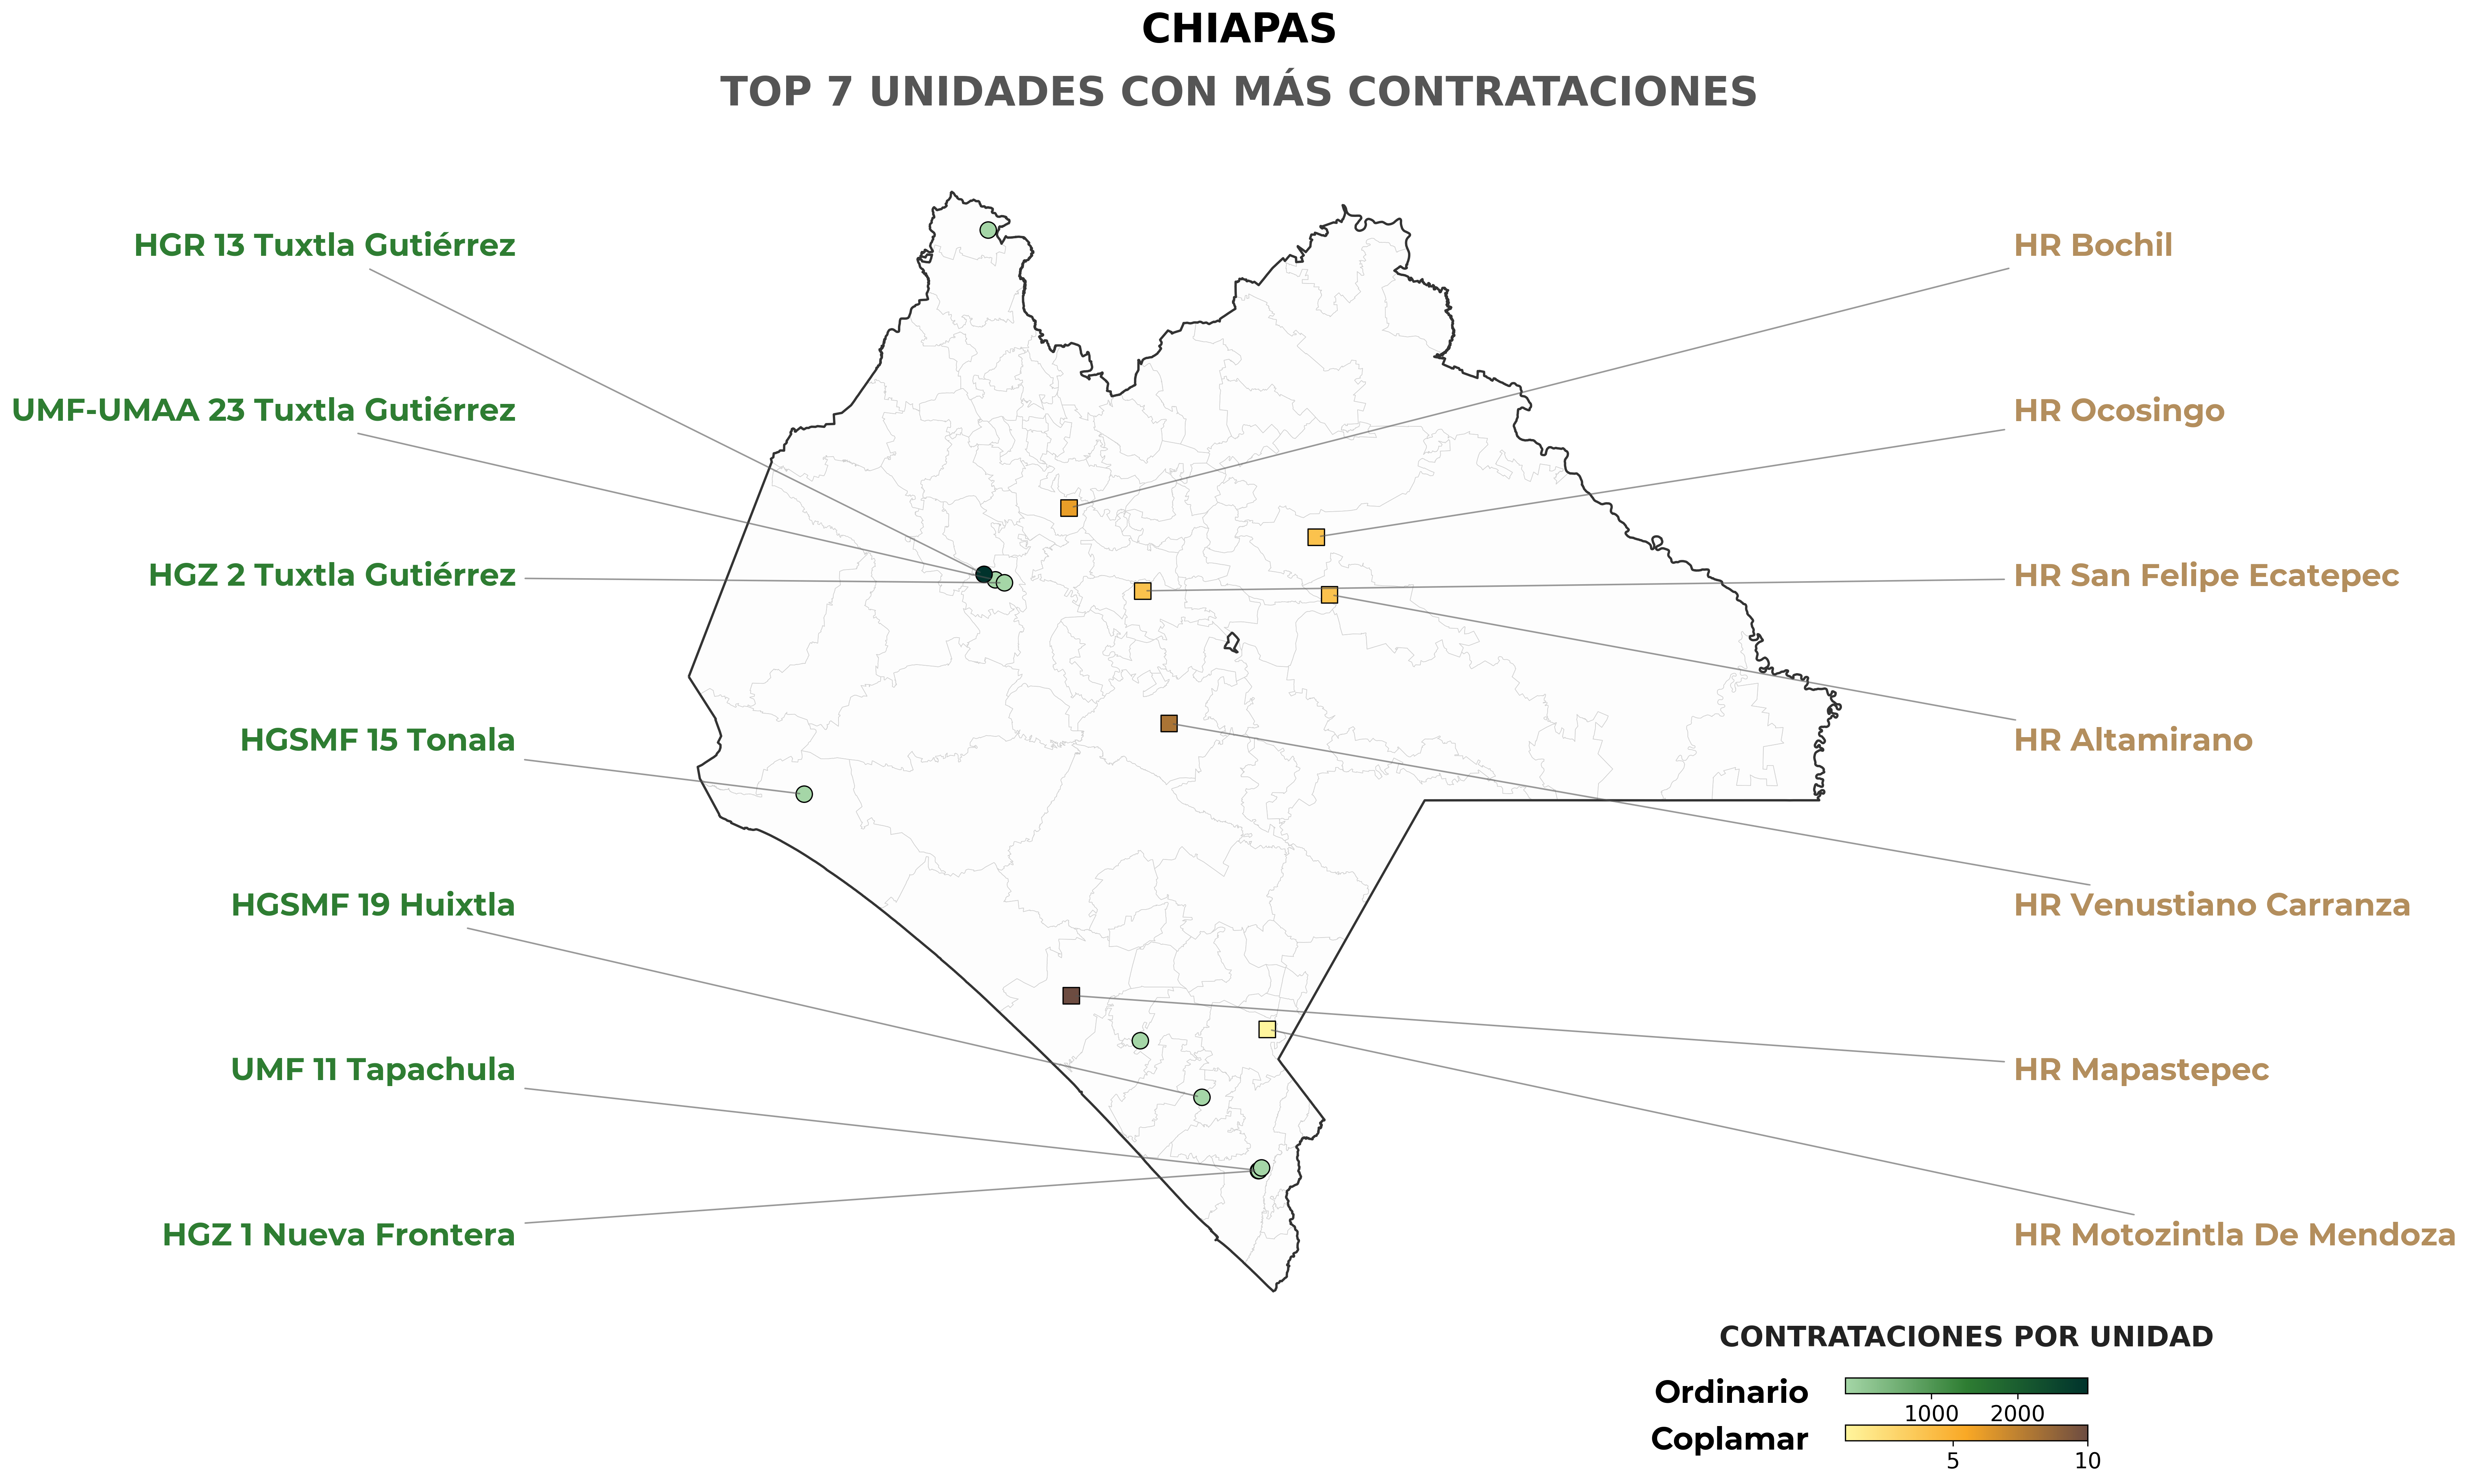 CHIAPAS
TOP 7 UNIDADES CON MÁS CONTRATACIONES
HGR 13 Tuxtla Gutiérrez
UMF-UMAA 23 Tuxtla Gutiérrez
HGZ 2 Tuxtla Gutiérrez
HGSMF 15 Tonala
HGSMF 19 Huixtla
UMF 11 Tapachula
HGZ 1 Nueva Frontera
HR Bochil
HR Ocosingo
HR San Felipe Ecatepec
HR Altamirano
HR Venustiano Carranza
HR Mapastepec
HR Motozintla De Mendoza
CONTRATACIONES POR UNIDAD
Ordinario
1000 2000
Coplamar
5 10